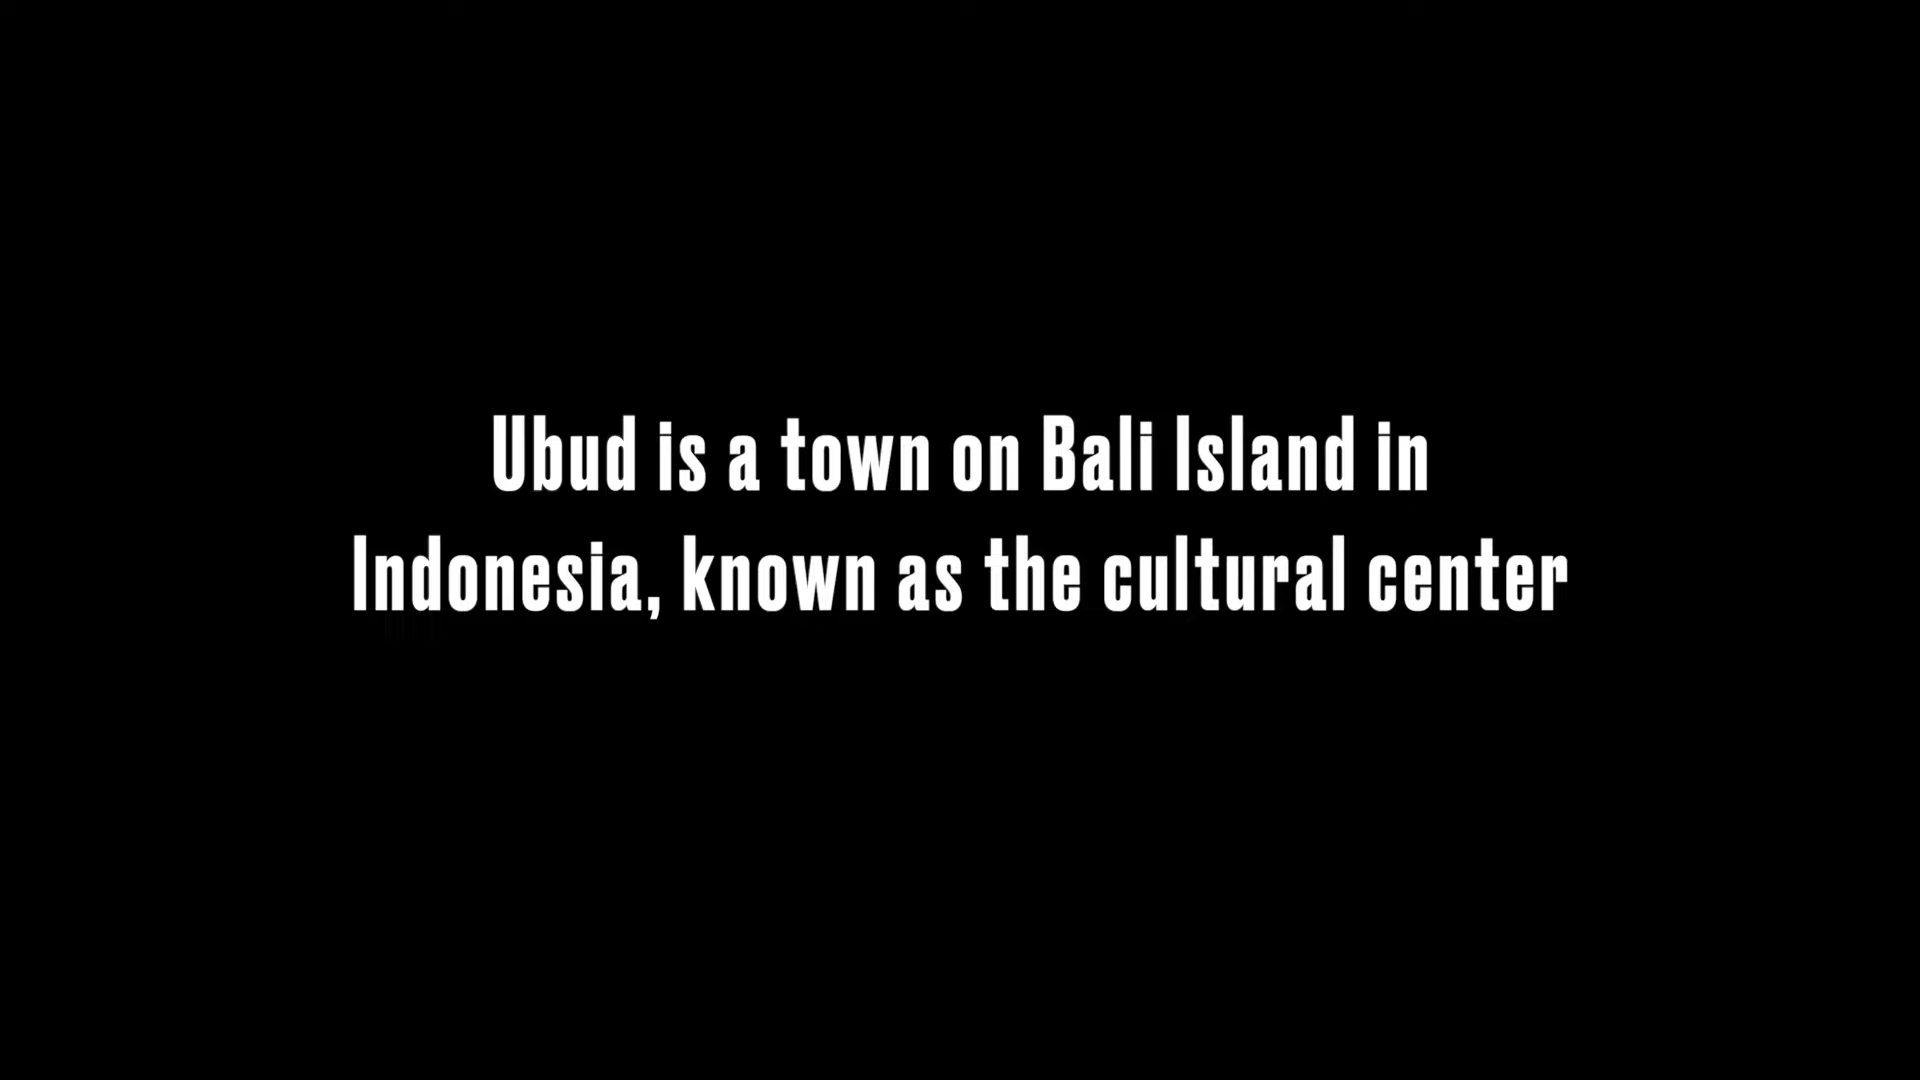 Ubud is a town on Bali Island in
Indonesia, known as the cultural center